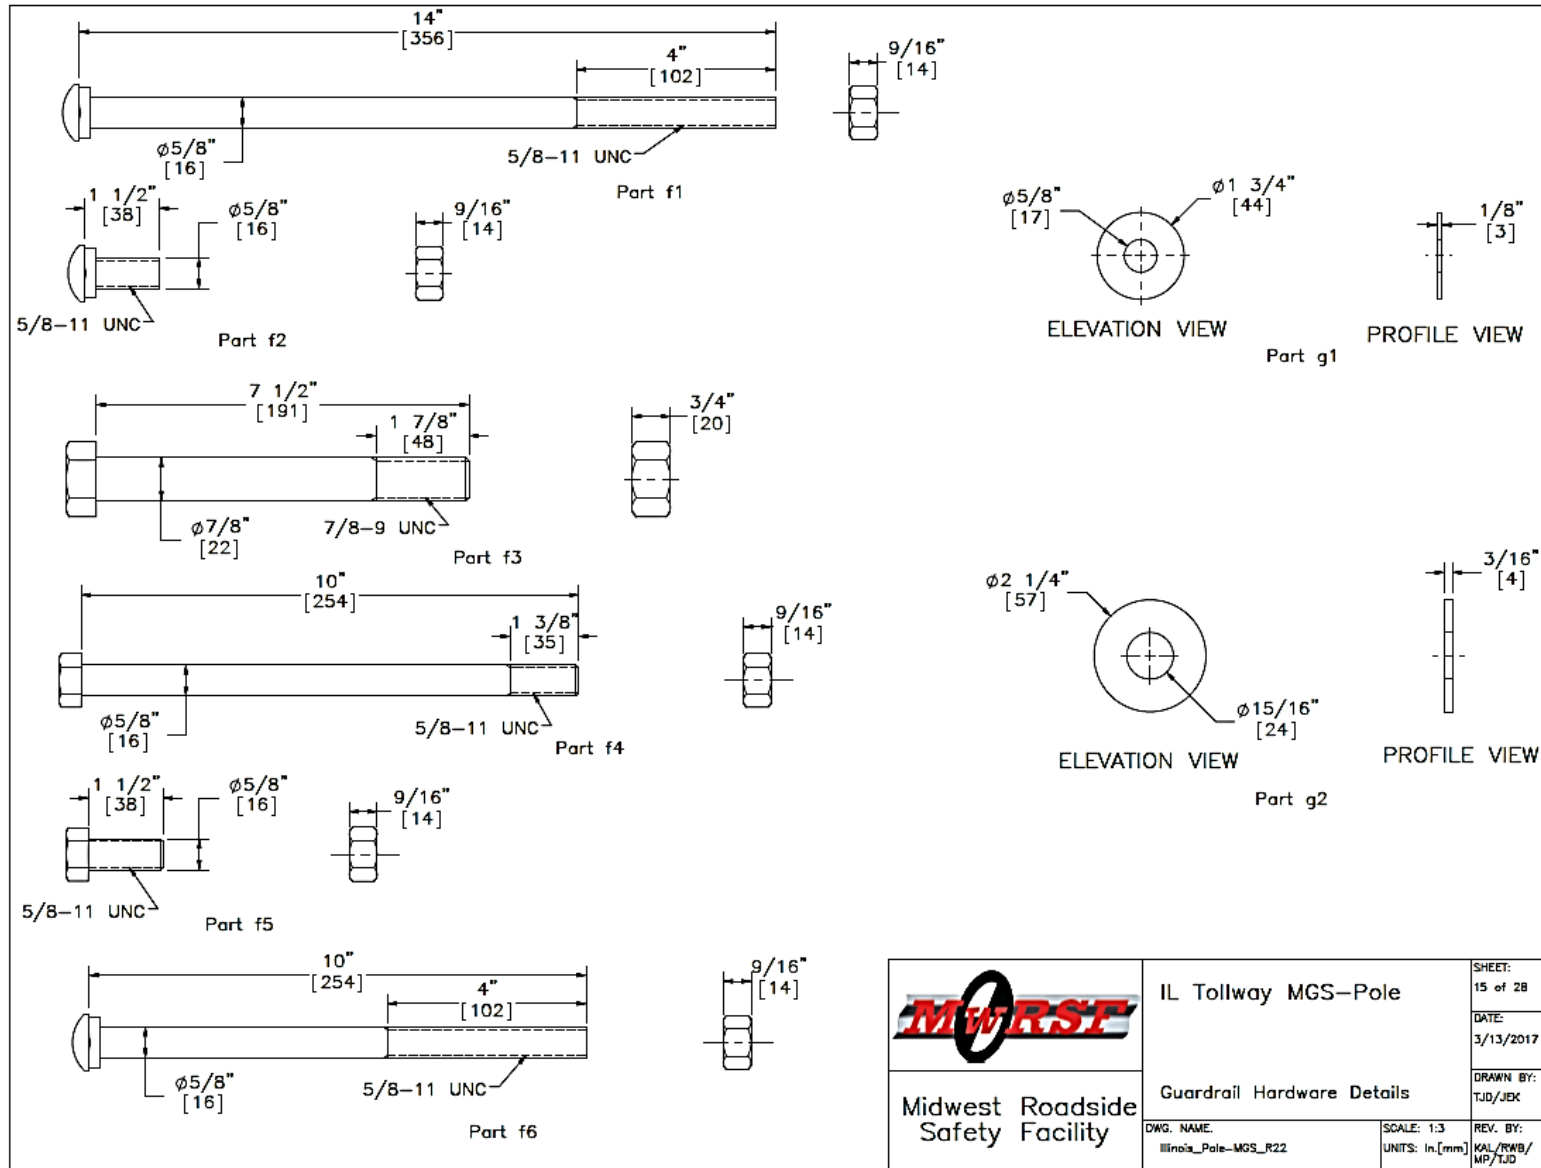 14"
[356]
4"
[102]
9/16"
[14]
ø5/8"
[16]
5/8-11 UNC
Part f1
1 1/2"
[38]
ø5/8"
[16]
9/16"
[14]
5/8-11 UNC
Part f2
ø5/8"
[17]
ø1 3/4"
[44]
1/8"
[3]
ELEVATION VIEW
PROFILE VIEW
Part g1
7 1/2"
[191]
1 7/8"
[48]
3/4"
[20]
ø7/8"
[22]
7/8-9 UNC
Part f3
10"
[254]
1 3/8"
[35]
9/16"
[14]
ø5/8"
[16]
5/8-11 UNC
Part f4
ø2 1/4"
[57]
3/16"
[4]
ø15/16"
[24]
ELEVATION VIEW
PROFILE VIEW
Part g2
1 1/2"
[38]
ø5/8"
[16]
9/16"
[14]
5/8-11 UNC
Part f5
10"
[254]
4"
[102]
9/16"
[14]
ø5/8"
[16]
5/8-11 UNC
Part f6
MwRSF
Midwest Roadside
Safety Facility
IL Tollway MGS-Pole
Guardrail Hardware Details
SHEET:
15 of 28
DATE:
3/13/2017
DRAWN BY:
TJD/JEK
DWG. NAME.
Illinois_Pole-MGS_R22
SCALE: 1:3
UNITS: In.[mm]
REV. BY:
KAL/RWB/
MP/TJD